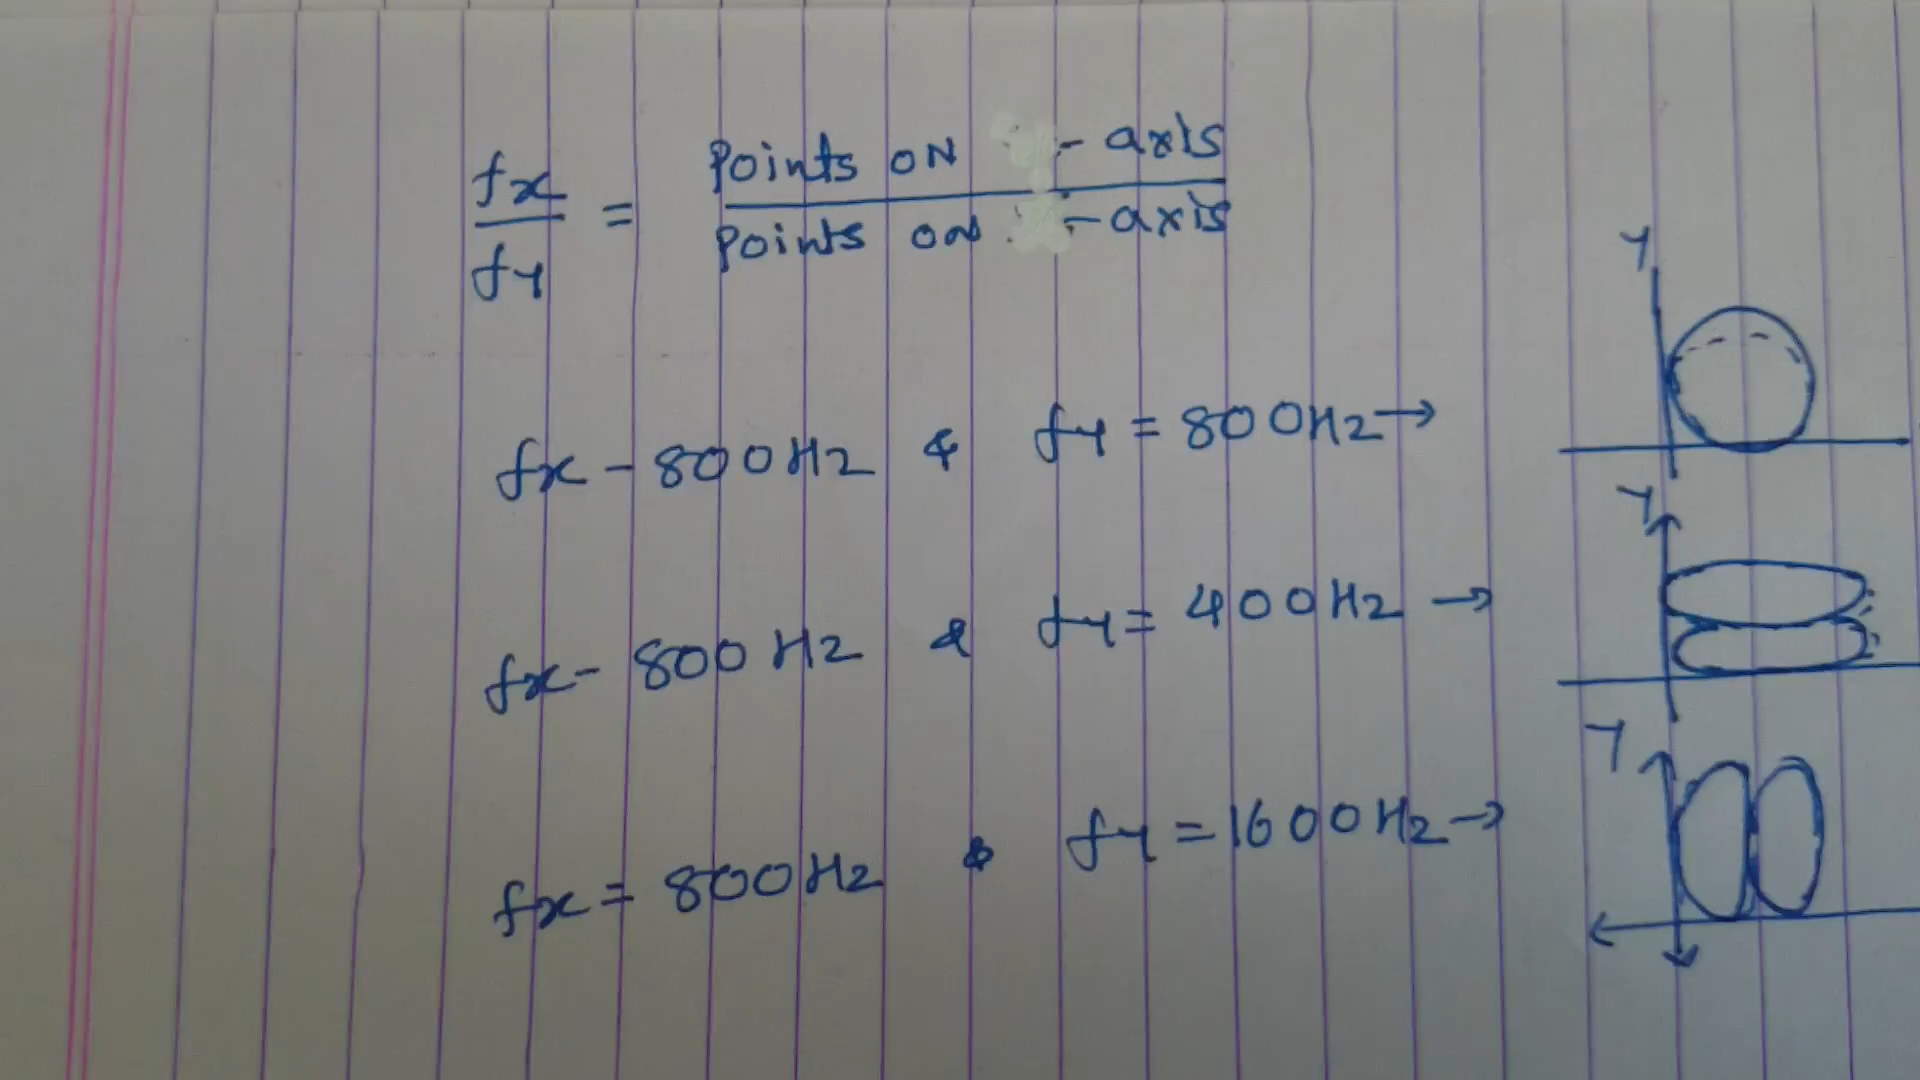 fx / fy = Points ON - axis / Points ON - axis
Y
fx - 800Hz & fy = 800Hz →
Y
fx - 800 Hz & fy = 400Hz →
Y
fx = 800Hz & fy = 1600Hz →